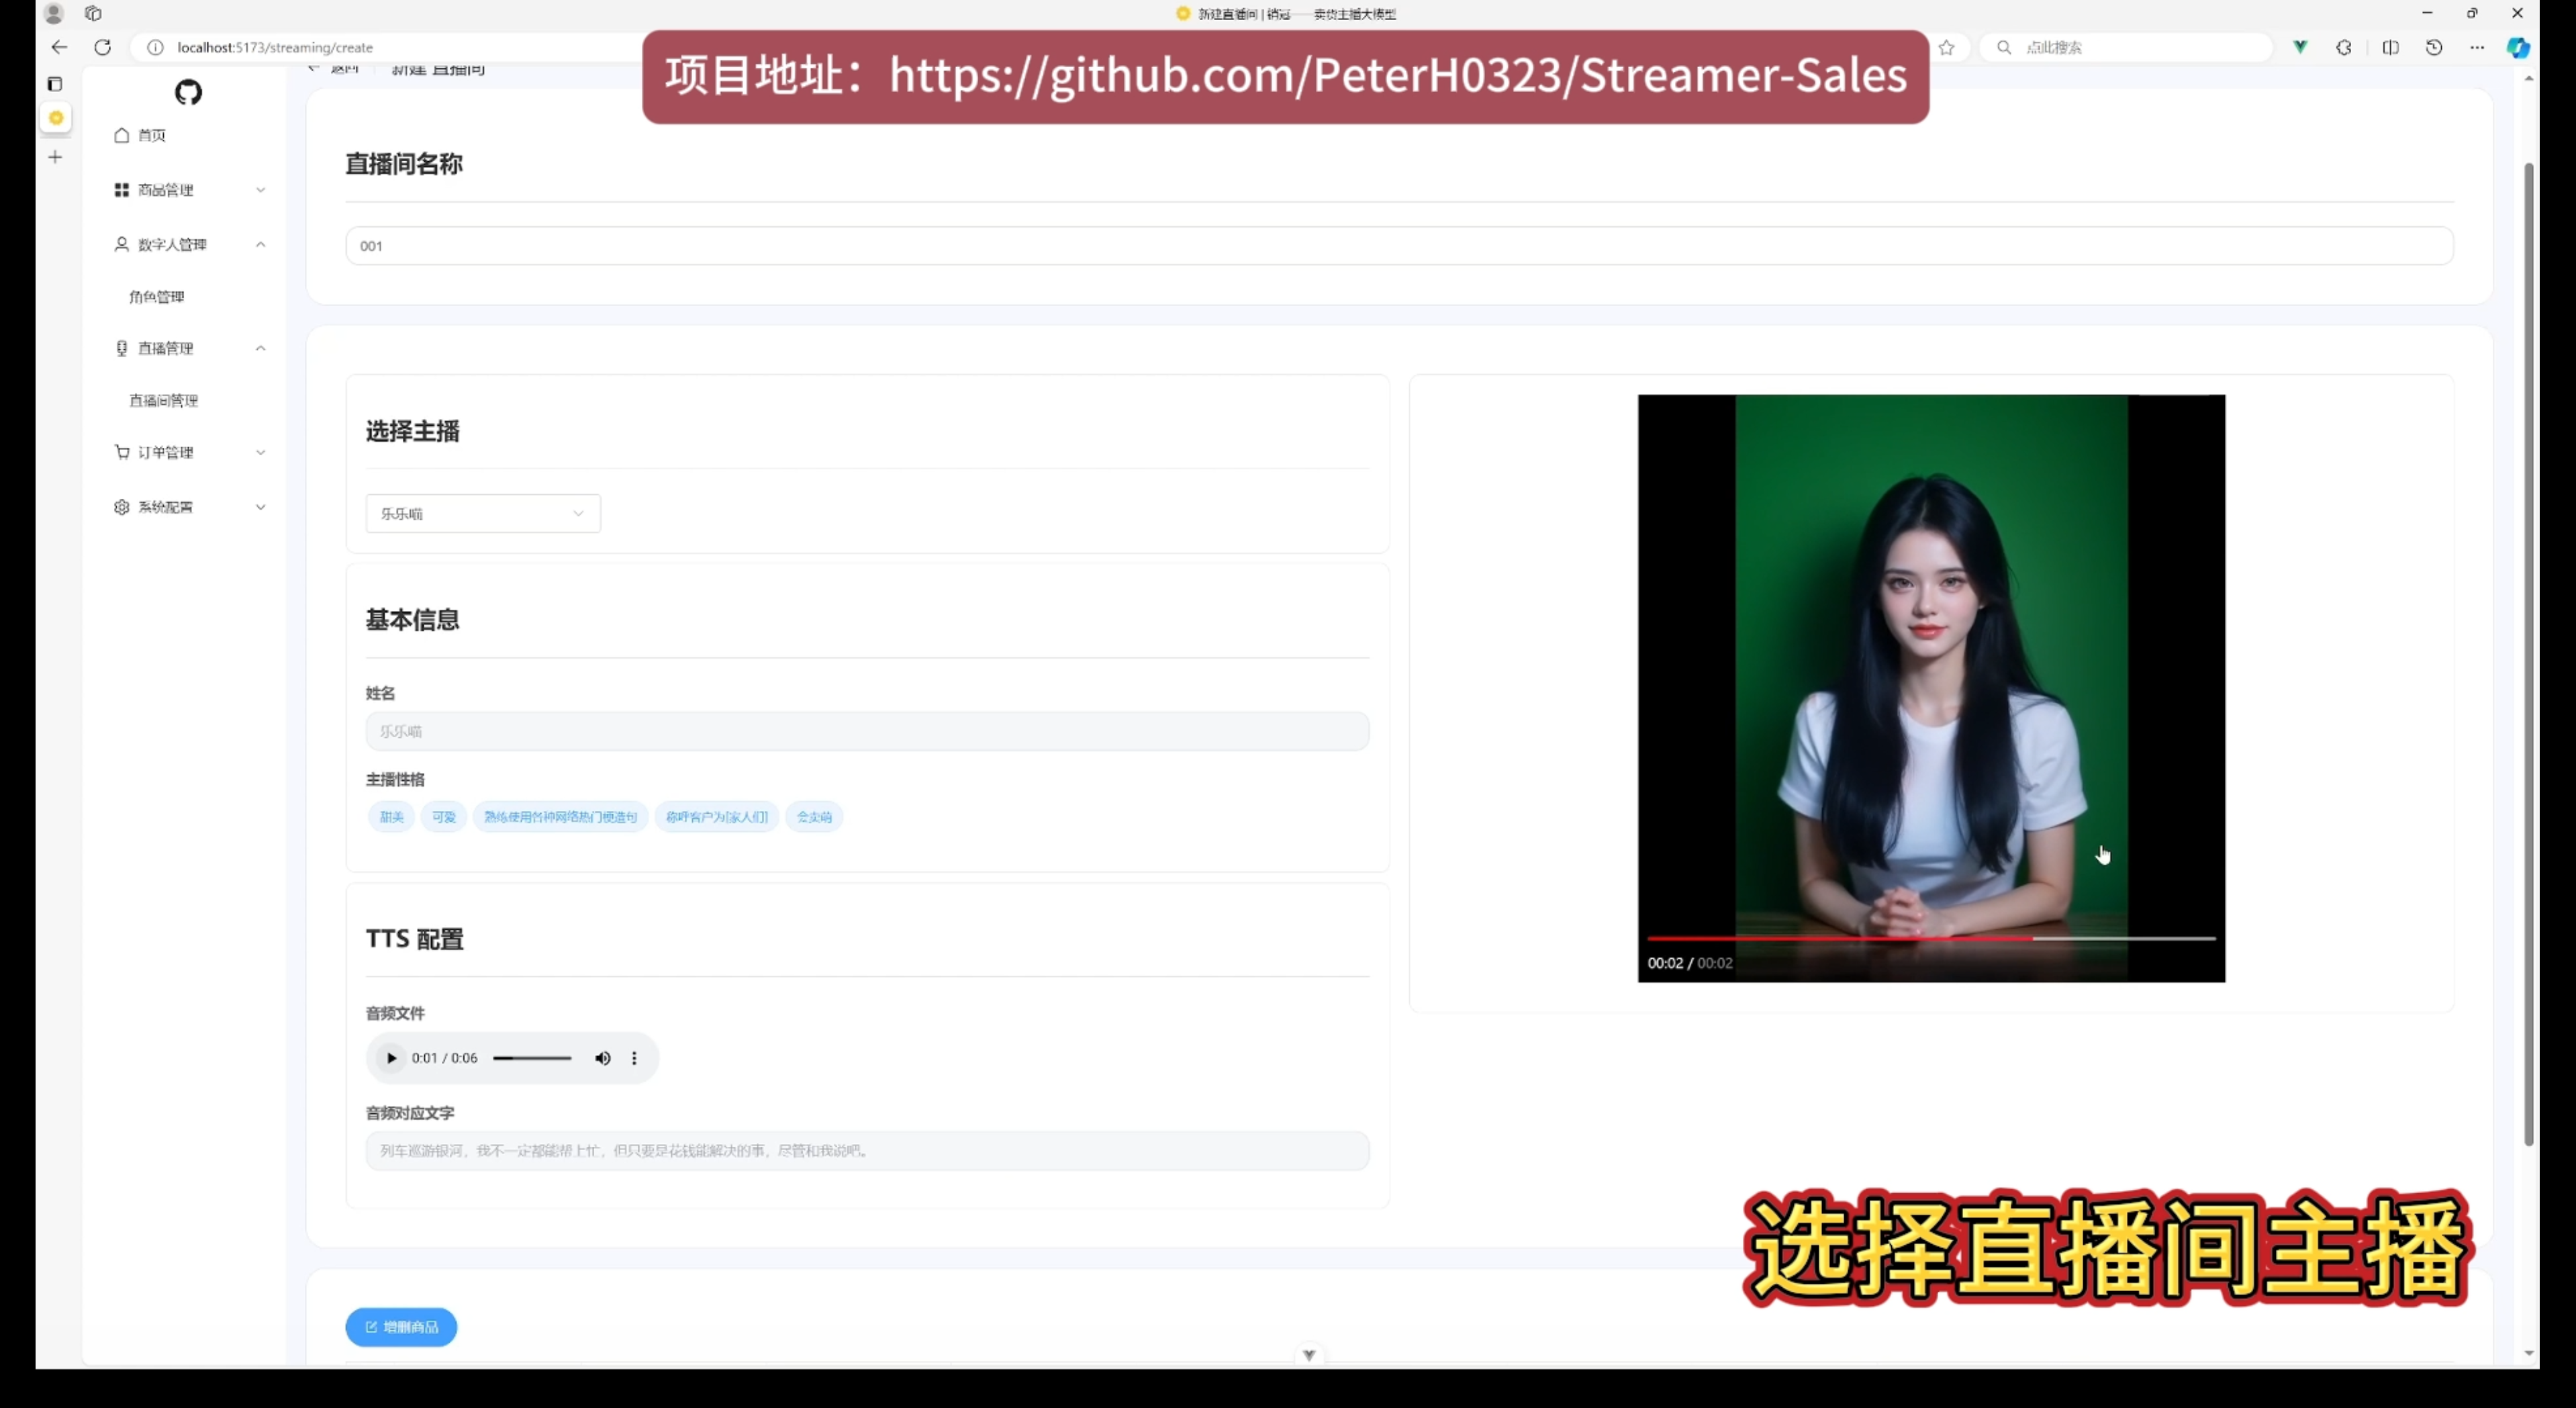 新建直播间 | 销冠——卖货主播大模型
localhost:5173/streaming/create
点此搜索
项目地址：https://github.com/PeterH0323/Streamer-Sales
返回
新建 直播间
首页
商品管理
数字人管理
角色管理
直播管理
直播间管理
订单管理
系统配置
直播间名称
001
选择主播
乐乐喵
基本信息
姓名
乐乐喵
主播性格
甜美
可爱
熟练使用各种网络热门梗造句
称呼客户为[家人们]
会卖萌
TTS 配置
音频文件
0:01 / 0:06
音频对应文字
列车巡游银河，我不一定都能帮上忙，但只要是花钱能解决的事，尽管和我说吧。
00:02 / 00:02
选择直播间主播
增删商品